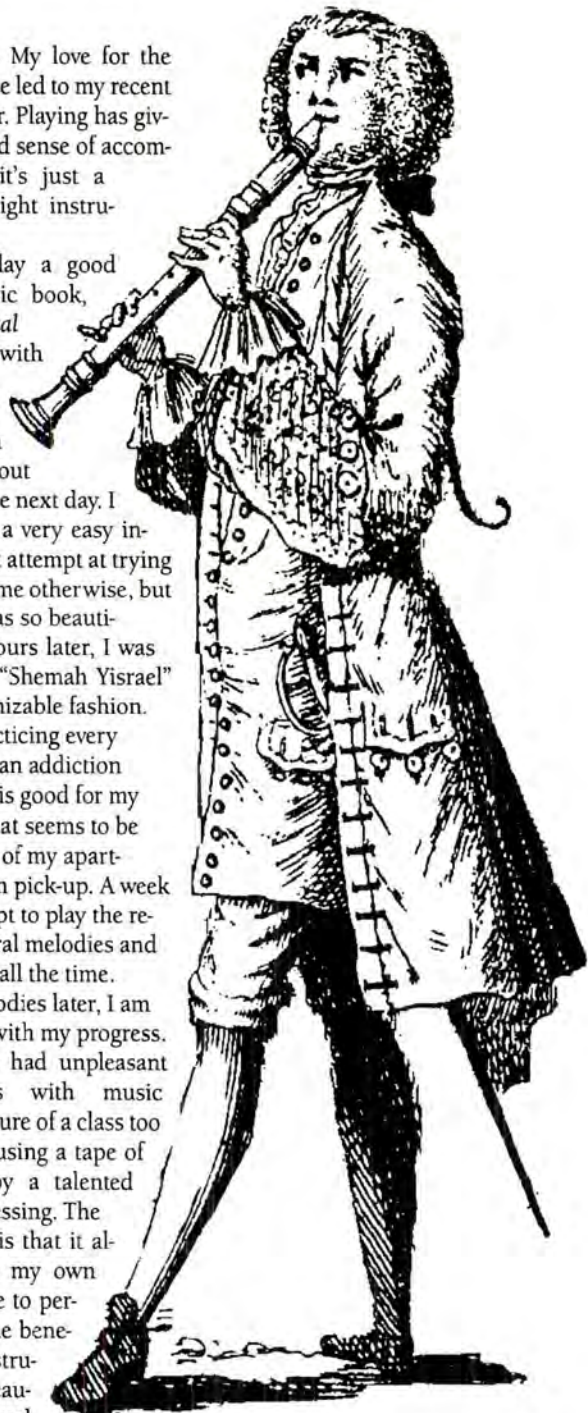 My love for the
e led to my recent
r. Playing has giv-
d sense of accom-
it's just a
ight instru-
lay a good
ic book,
al
with
out
e next day. I
a very easy in-
t attempt at trying
me otherwise, but
as so beauti-
ours later, I was
"Shemah Yisrael"
nizable fashion.
cticing every
an addiction
is good for my
at seems to be
of my apart-
n pick-up. A week
pt to play the re-
ral melodies and
all the time.
odies later, I am
with my progress.
had unpleasant
s with music
ure of a class too
using a tape of
by a talented
essing. The
is that it al-
my own
e to per-
e bene-
stru-
eau-